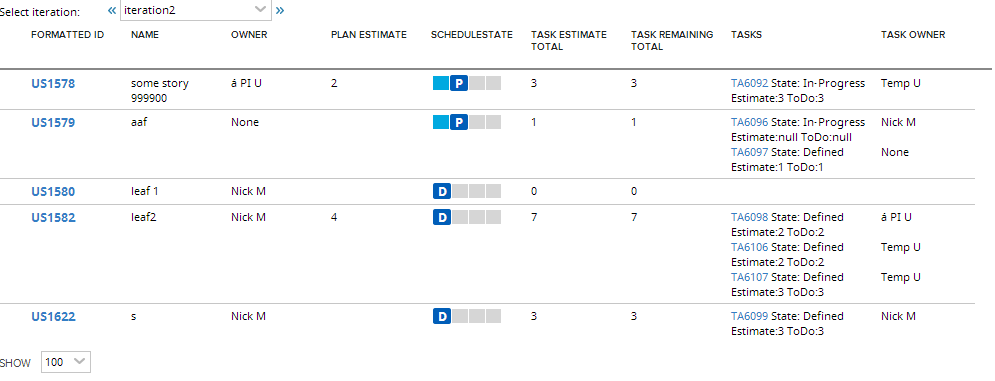 Select iteration: « iteration2 »
FORMATTED ID NAME OWNER PLAN ESTIMATE SCHEDULESTATE TASK ESTIMATE TOTAL TASK REMAINING TOTAL TASKS TASK OWNER
US1578 some story 999900 á PI U 2 P 3 3 TA6092 State: In-Progress Temp U
Estimate:3 ToDo:3
US1579 aaf None P 1 1 TA6096 State: In-Progress Nick M
Estimate:null ToDo:null
TA6097 State: Defined None
Estimate:1 ToDo:1
US1580 leaf 1 Nick M D 0 0
US1582 leaf2 Nick M 4 D 7 7 TA6098 State: Defined á PI U
Estimate:2 ToDo:2
TA6106 State: Defined Temp U
Estimate:2 ToDo:2
TA6107 State: Defined Temp U
Estimate:3 ToDo:3
US1622 s Nick M D 3 3 TA6099 State: Defined Nick M
Estimate:3 ToDo:3
SHOW 100